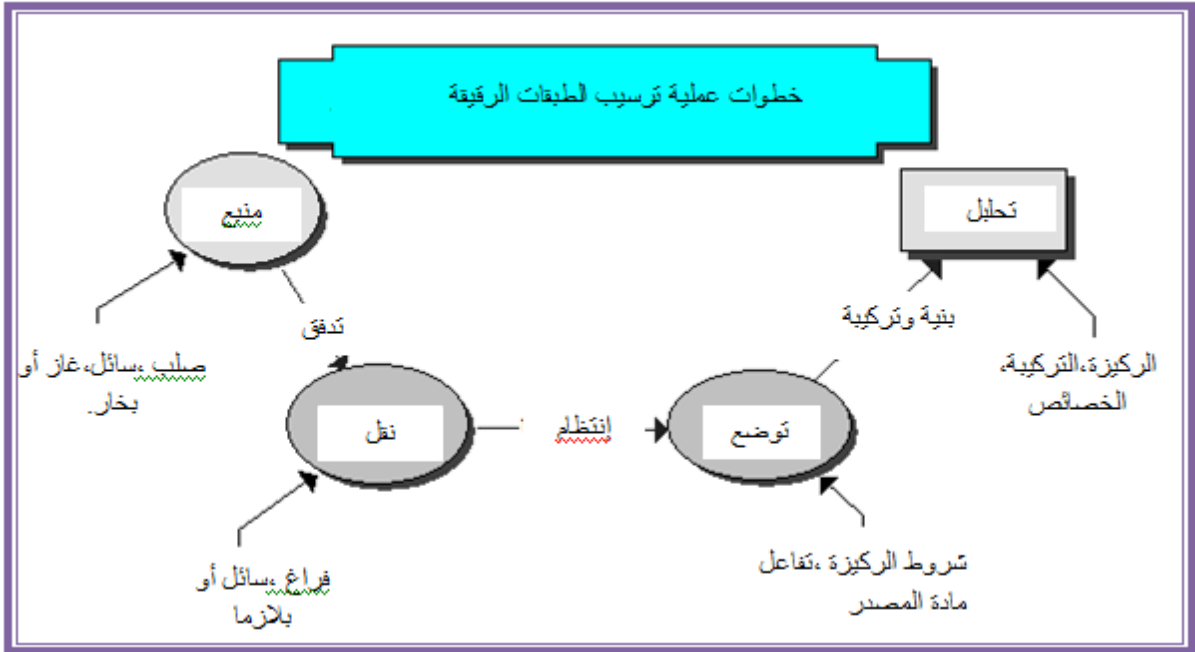 خطوات عملية ترسيب الطبقات الرقيقة
منبع
تحليل
تدفق
بنية وتركيبة
صلب ،سائل،غاز أو
بخار.
الركيزة،التركيبة،
الخصائص
نقل
إنتظام
توضع
فراغ ،سائل أو
بلازما
شروط الركيزة ،تفاعل
مادة المصدر